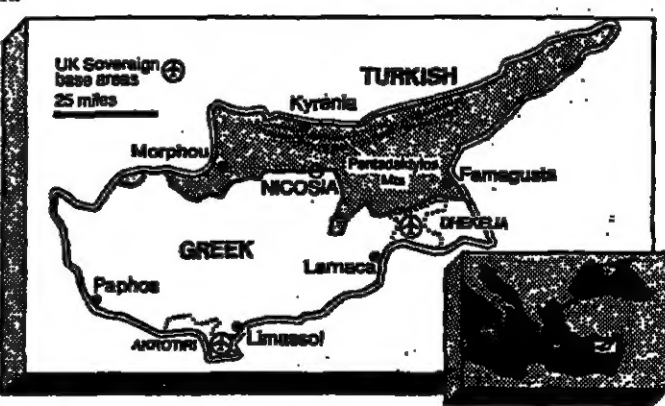 UK Sovereign
base areas
25 miles
TURKISH
Kyrenia
Morphou
Pentadaktylos
Mts
Famagusta
NICOSIA
DHEKELIA
GREEK
Larnaca
Paphos
AKROTIRI
Limassol